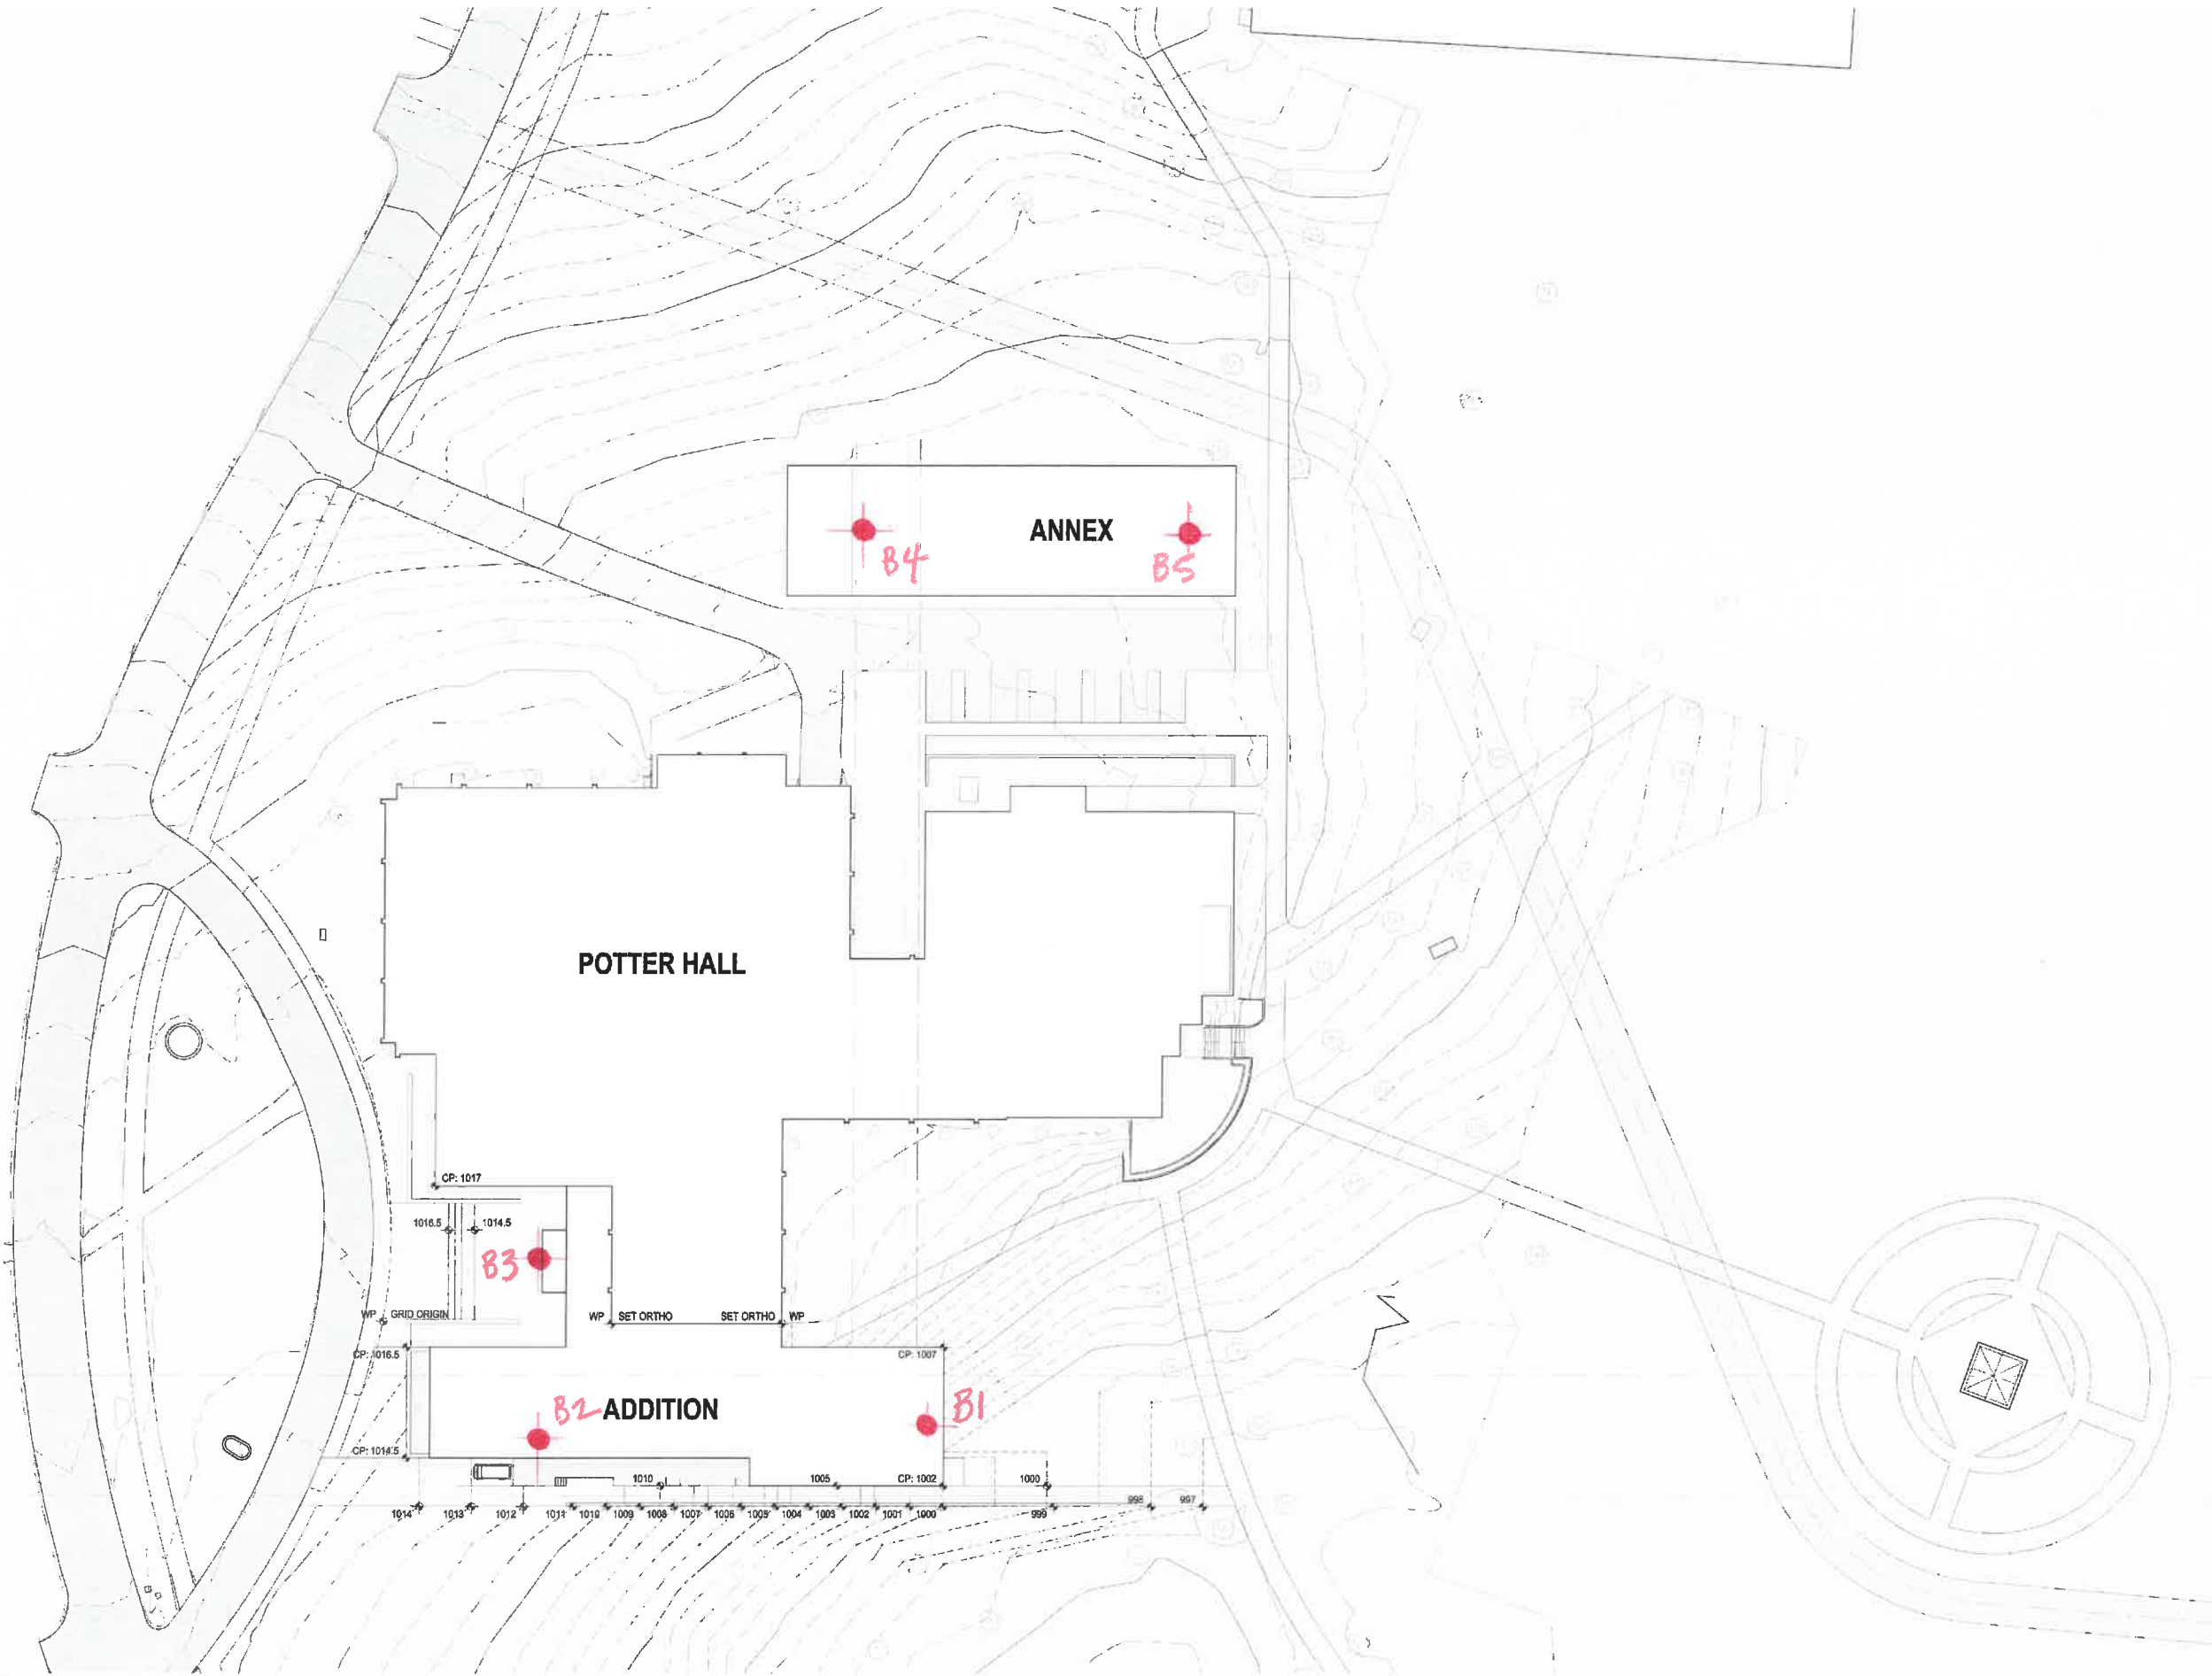 ANNEX
B4
B5
POTTER HALL
CP: 1017
1016.5
1014.5
B3
WP
GRID ORIGIN
WP
SET ORTHO
SET ORTHO
WP
CP: 1016.5
CP: 1007
B2
ADDITION
B1
CP: 1014.5
1010
1005
CP: 1002
1000
998
997
1014
1013
1012
1011
1010
1009
1008
1007
1006
1005
1004
1003
1002
1001
1000
999